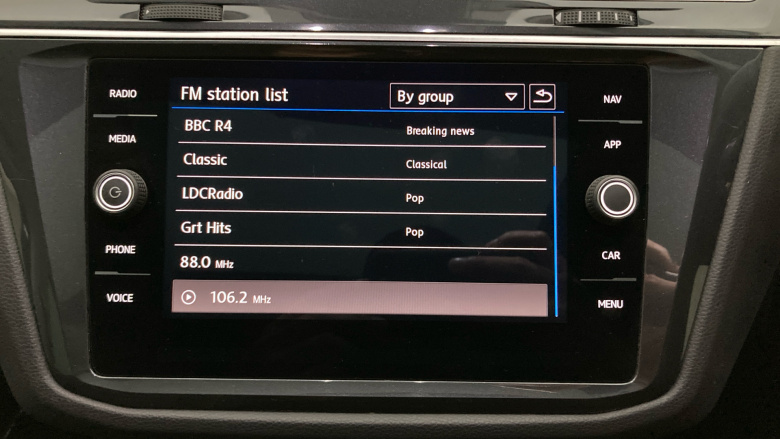 RADIO
MEDIA
PHONE
VOICE
FM station list
By group
BBC R4 Breaking news
Classic Classical
LDCRadio Pop
Grt Hits Pop
88.0 MHz
106.2 MHz
NAV
APP
CAR
MENU